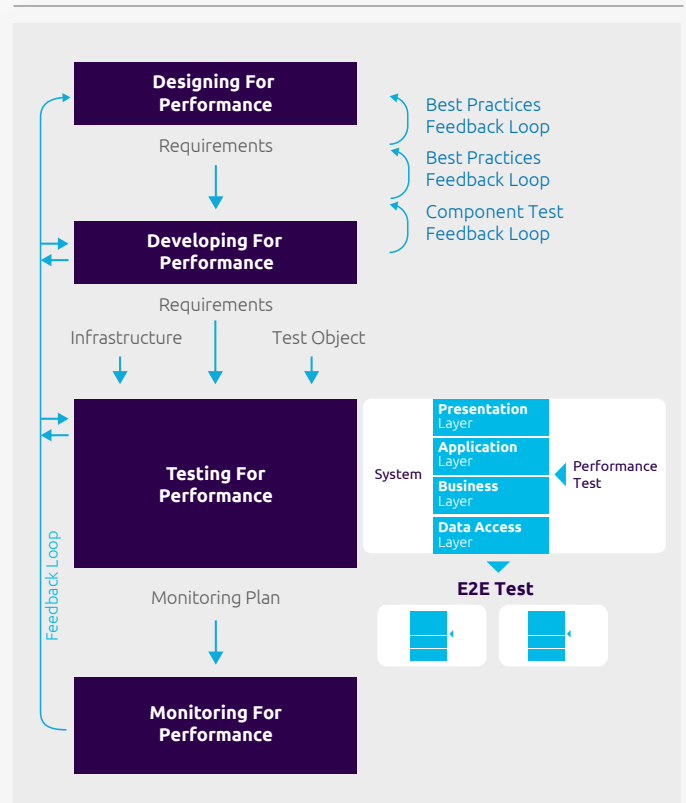 Designing For
Performance
Best Practices
Feedback Loop
Requirements
Best Practices
Feedback Loop
Component Test
Feedback Loop
Developing For
Performance
Requirements
Infrastructure
Test Object
Testing For
Performance
System
Presentation
Layer
Application
Layer
Business
Layer
Data Access
Layer
Performance
Test
E2E Test
Feedback Loop
Monitoring Plan
Monitoring For
Performance